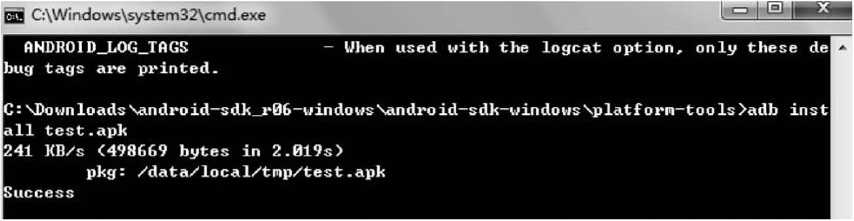 C:\Windows\system32\cmd.exe
ANDROID_LOG_TAGS - When used with the logcat option, only these de
bug tags are printed.
C:\Downloads\android-sdk_r06-windows\android-sdk-windows\platform-tools>adb inst
all test.apk
241 KB/s (498669 bytes in 2.019s)
pkg: /data/local/tmp/test.apk
Success